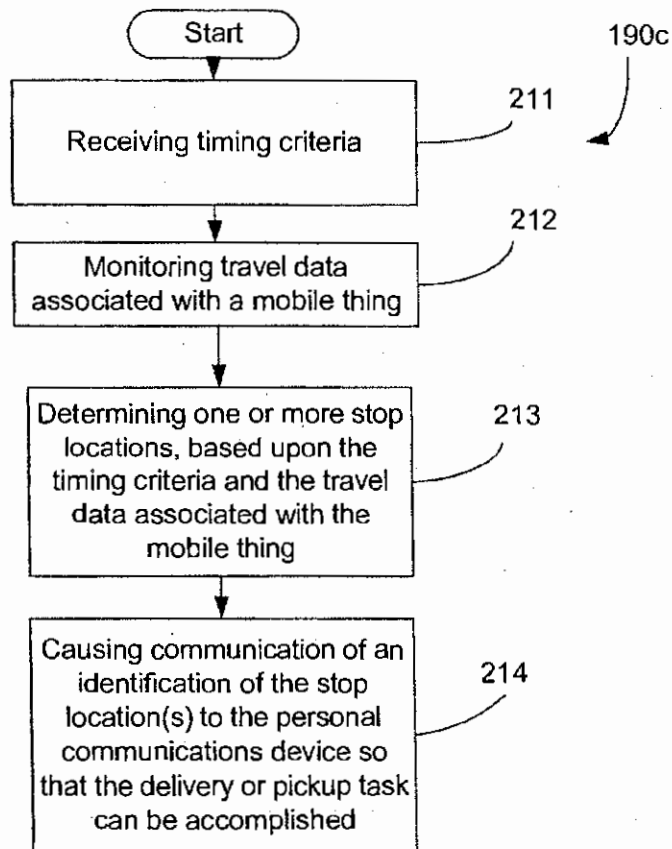 Start
190c
211
Receiving timing criteria
212
Monitoring travel data
associated with a mobile thing
Determining one or more stop
locations, based upon the
timing criteria and the travel
data associated with the
mobile thing
213
Causing communication of an
identification of the stop
location(s) to the personal
communications device so
that the delivery or pickup task
can be accomplished
214